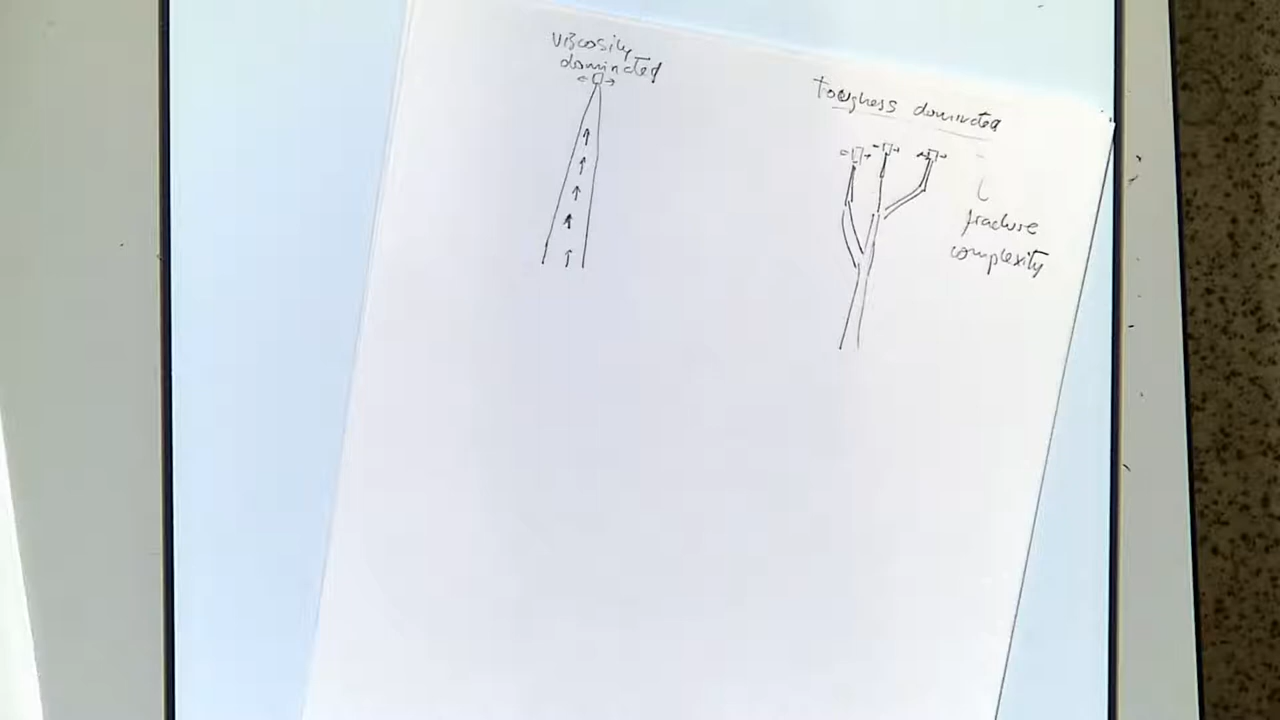 viscosity
dominated
Toughness dominated
fracture
complexity